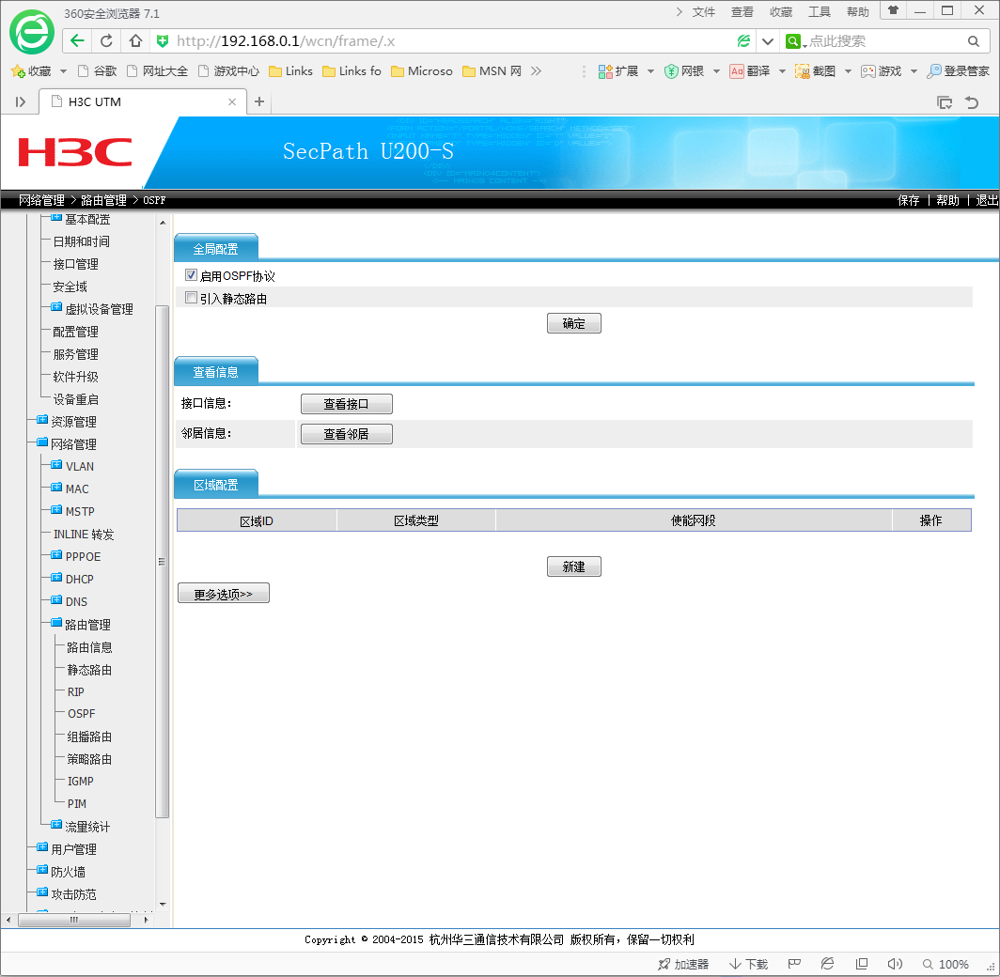 360安全浏览器 7.1
文件 查看 收藏 工具 帮助
http://192.168.0.1/wcn/frame/.x
点此搜索
收藏 谷歌 网址大全 游戏中心 Links Links fo Microso MSN 网 扩展 网银 翻译 截图 游戏 登录管家
H3C UTM
H3C
SecPath U200-S
网络管理 > 路由管理 > OSPF
保存 | 帮助 | 退出
基本配置
日期和时间
接口管理
安全域
虚拟设备管理
配置管理
服务管理
软件升级
设备重启
资源管理
网络管理
VLAN
MAC
MSTP
INLINE 转发
PPPOE
DHCP
DNS
路由管理
路由信息
静态路由
RIP
OSPF
组播路由
策略路由
IGMP
PIM
流量统计
用户管理
防火墙
攻击防范
全局配置
启用OSPF协议
引入静态路由
确定
查看信息
接口信息: 查看接口
邻居信息: 查看邻居
区域配置
区域ID 区域类型 使能网段 操作
新建
更多选项>>
Copyright © 2004-2015 杭州华三通信技术有限公司 版权所有，保留一切权利
加速器 下载 100%